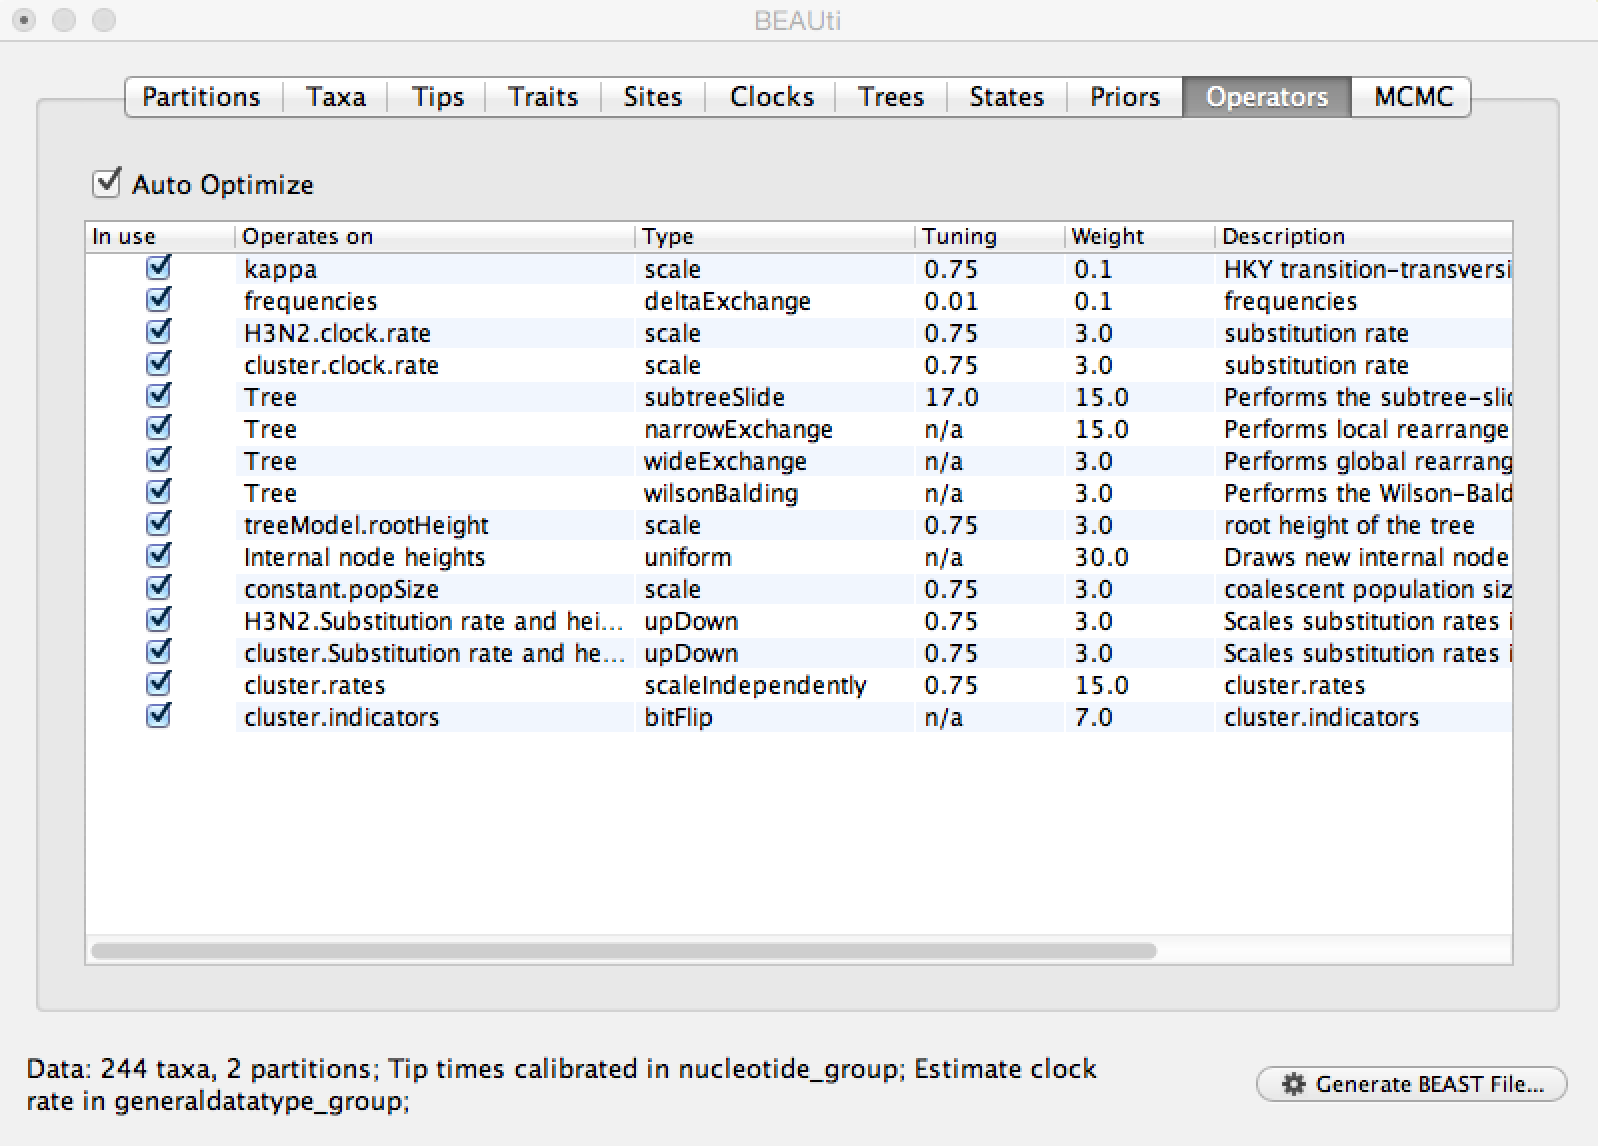 BEAUti
Partitions Taxa Tips Traits Sites Clocks Trees States Priors Operators MCMC
Auto Optimize
In use Operates on Type Tuning Weight Description
kappa scale 0.75 0.1 HKY transition-transversi
frequencies deltaExchange 0.01 0.1 frequencies
H3N2.clock.rate scale 0.75 3.0 substitution rate
cluster.clock.rate scale 0.75 3.0 substitution rate
Tree subtreeSlide 17.0 15.0 Performs the subtree-slid
Tree narrowExchange n/a 15.0 Performs local rearrange
Tree wideExchange n/a 3.0 Performs global rearrang
Tree wilsonBalding n/a 3.0 Performs the Wilson-Bald
treeModel.rootHeight scale 0.75 3.0 root height of the tree
Internal node heights uniform n/a 30.0 Draws new internal node
constant.popSize scale 0.75 3.0 coalescent population siz
H3N2.Substitution rate and hei... upDown 0.75 3.0 Scales substitution rates i
cluster.Substitution rate and he... upDown 0.75 3.0 Scales substitution rates i
cluster.rates scaleIndependently 0.75 15.0 cluster.rates
cluster.indicators bitFlip n/a 7.0 cluster.indicators
Data: 244 taxa, 2 partitions; Tip times calibrated in nucleotide_group; Estimate clock
rate in generaldatatype_group;
Generate BEAST File...